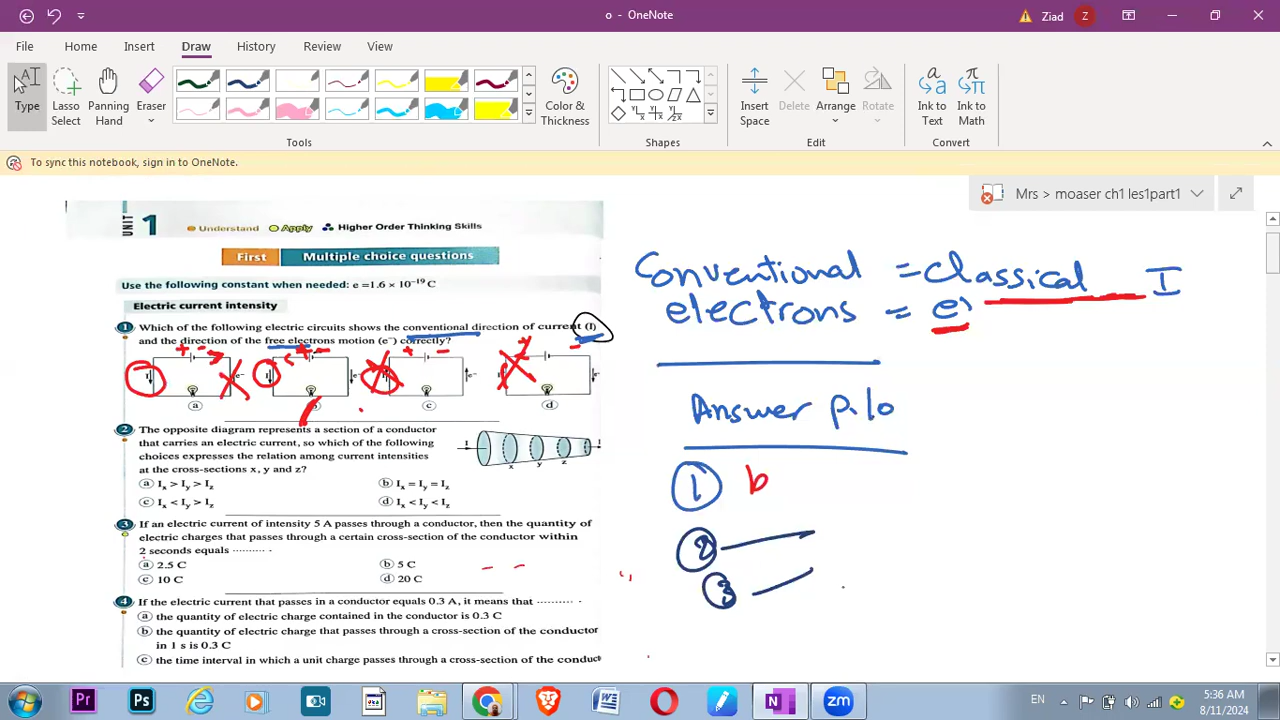 o - OneNote
Ziad
Z
File Home Insert Draw History Review View
Type
Lasso Select
Panning Hand
Eraser
Color & Thickness
Insert Space
Delete
Arrange
Rotate
Ink to Text
Ink to Math
Tools
Shapes
Edit
Convert
To sync this notebook, sign in to OneNote.
Mrs > moaser ch1 les1part1
UNIT 1
Understand Apply Higher Order Thinking Skills
First Multiple choice questions
Use the following constant when needed: e =1.6 × 10⁻¹⁹ C
Electric current intensity
1 Which of the following electric circuits shows the conventional direction of current (I)
and the direction of the free electrons motion (e⁻) correctly?
+ - + - + - + -
I e⁻ I e⁻ I e⁻ e⁻
a c d
2 The opposite diagram represents a section of a conductor
that carries an electric current, so which of the following
choices expresses the relation among current intensities
at the cross-sections x, y and z?
I x y z
a Ix > Iy > Iz b Ix = Iy = Iz
c Ix < Iy > Iz d Ix < Iy < Iz
3 If an electric current of intensity 5 A passes through a conductor, then the quantity of
electric charges that passes through a certain cross-section of the conductor within
2 seconds equals ..........
a 2.5 C b 5 C
c 10 C d 20 C
4 If the electric current that passes in a conductor equals 0.3 A, it means that ..........
a the quantity of electric charge contained in the conductor is 0.3 C
b the quantity of electric charge that passes through a cross-section of the conductor
in 1 s is 0.3 C
c the time interval in which a unit charge passes through a cross-section of the conduc
Conventional = classical I
electrons = e⁻
Answer p.10
1 b
2
3
EN
5:36 AM
8/11/2024
Pr
Ps
zm